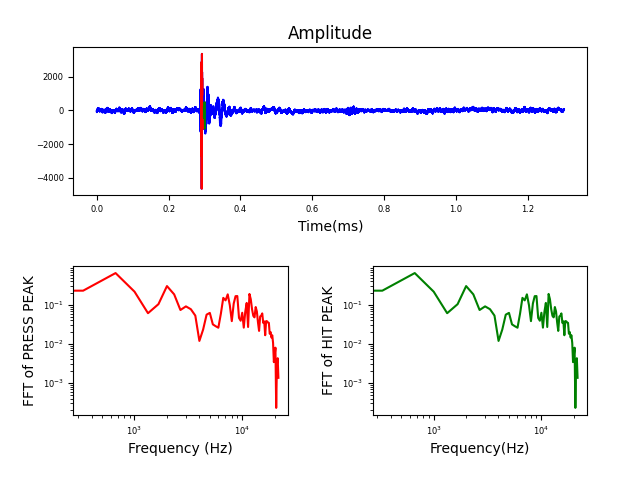 Amplitude
2000
0
−2000
−4000
0.0 0.2 0.4 0.6 0.8 1.0 1.2
Time(ms)
FFT of PRESS PEAK
10⁻¹
10⁻²
10⁻³
10³ 10⁴
Frequency (Hz)
FFT of HIT PEAK
10⁻¹
10⁻²
10⁻³
10³ 10⁴
Frequency(Hz)